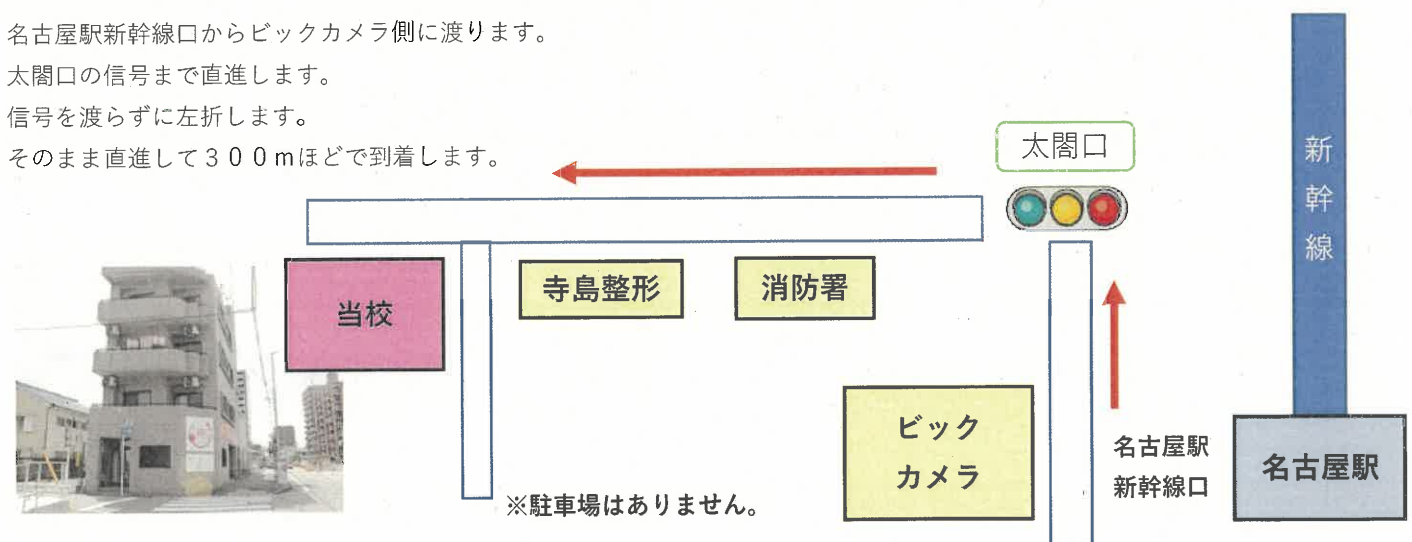 名古屋駅新幹線口からビックカメラ側に渡ります。
太閤口の信号まで直進します。
信号を渡らずに左折します。
そのまま直進して３００ｍほどで到着します。
太閤口
新幹線
当校
寺島整形
消防署
ビック
カメラ
名古屋駅
新幹線口
名古屋駅
※駐車場はありません。